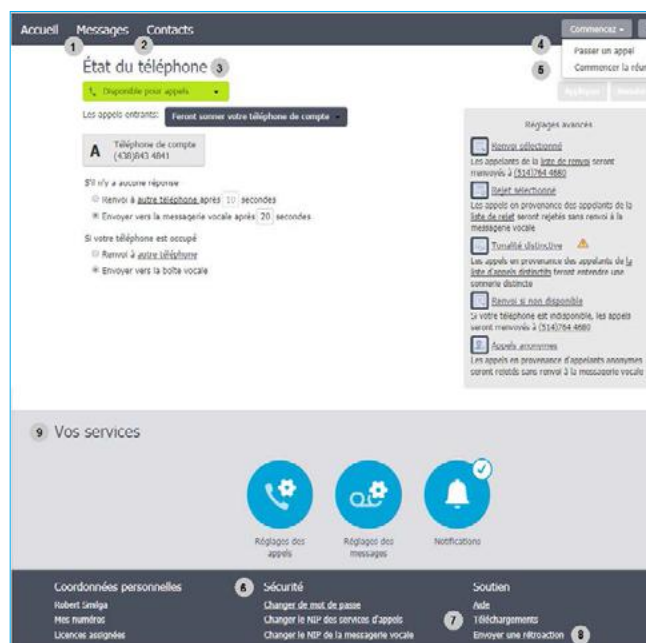 Accueil Messages Contacts Commencez
1 2 4 Passer un appel
5 Commencer la réun
État du téléphone 3
Disponible pour appels
Appliquer
Les appels entrants: Feront sonner votre téléphone de compte
A Téléphone de compte
(438)843 4841
S'il n'y a aucune réponse
Renvoi à autre téléphone après 10 secondes
Envoyer vers la messagerie vocale après 20 secondes
Si votre téléphone est occupé
Renvoi à autre téléphone
Envoyer vers la boîte vocale
Réglages avancés
Renvoi sélectionné
Les appelants de la liste de renvoi seront
renvoyés à (514)764 4680
Rejet sélectionné
Les appels en provenance des appelants de la
liste de rejet seront rejetés sans renvoi à la
messagerie vocale
Tonalité distinctive
Les appels en provenance des appelants de la
liste d'appels distinctifs feront entendre une
sonnerie distincte
Renvoi si non disponible
Si votre téléphone est indisponible, les appels
seront renvoyés à (514)764 4680
Appels anonymes
Les appels en provenance d'appelants anonymes
seront rejetés sans renvoi à la messagerie vocale
9 Vos services
Réglages des
appels
Réglages des
messages
Notifications
Coordonnées personnelles
Robert Similga
Mes numéros
Licences assignées
6 Sécurité
Changer de mot de passe
Changer le NIP des services d'appels
Changer le NIP de la messagerie vocale
Soutien
Aide
7 Téléchargements
Envoyer une rétroaction 8